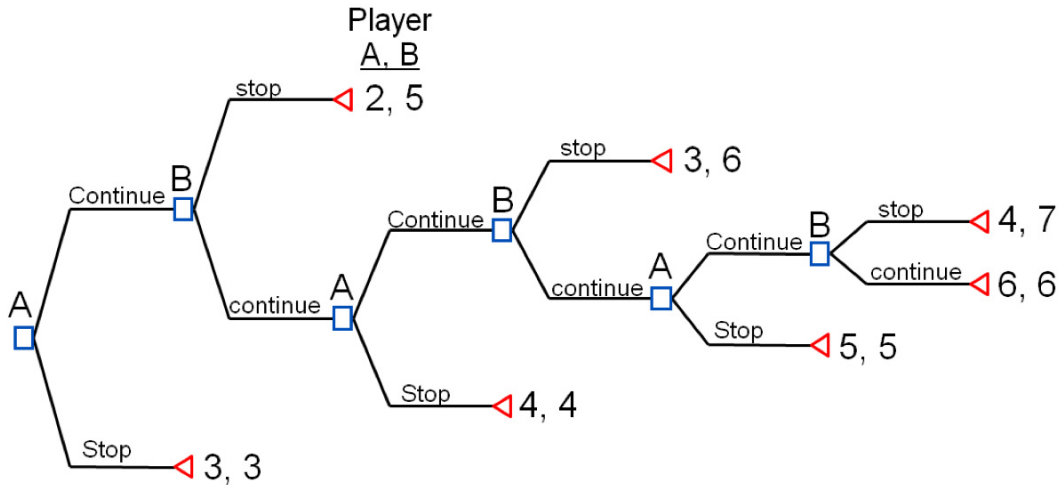 Player
A, B
stop
2, 5
stop
3, 6
B
Continue
B
Continue
stop
4, 7
B
Continue
A
continue
6, 6
continue
A
continue
A
Stop
5, 5
Stop
4, 4
Stop
3, 3